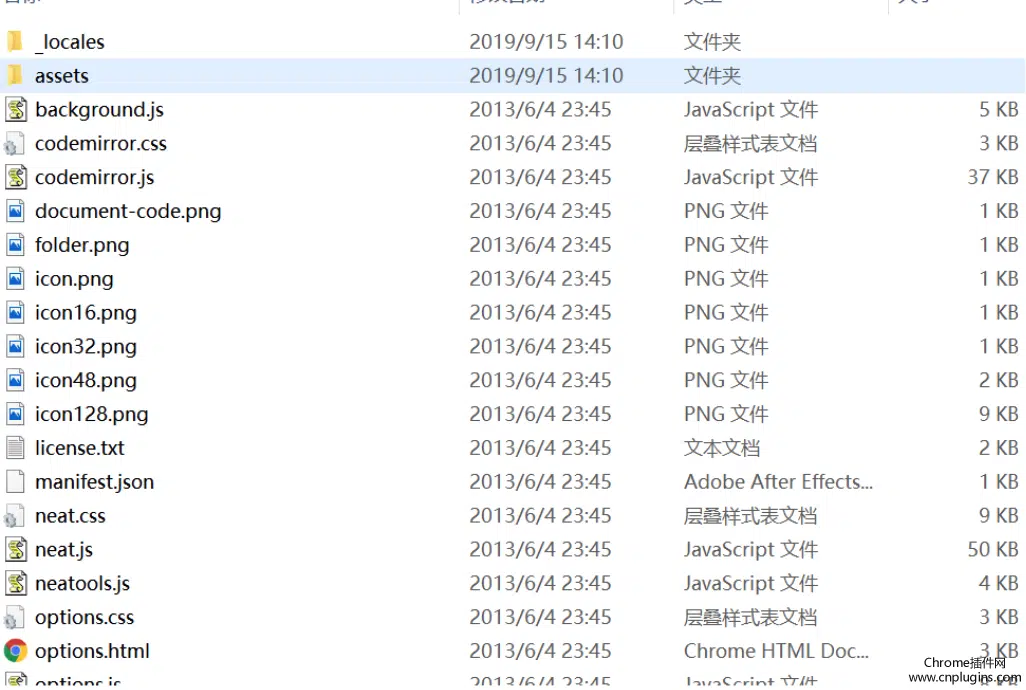 _locales 2019/9/15 14:10 文件夹
assets 2019/9/15 14:10 文件夹
background.js 2013/6/4 23:45 JavaScript 文件 5 KB
codemirror.css 2013/6/4 23:45 层叠样式表文档 3 KB
codemirror.js 2013/6/4 23:45 JavaScript 文件 37 KB
document-code.png 2013/6/4 23:45 PNG 文件 1 KB
folder.png 2013/6/4 23:45 PNG 文件 1 KB
icon.png 2013/6/4 23:45 PNG 文件 1 KB
icon16.png 2013/6/4 23:45 PNG 文件 1 KB
icon32.png 2013/6/4 23:45 PNG 文件 1 KB
icon48.png 2013/6/4 23:45 PNG 文件 2 KB
icon128.png 2013/6/4 23:45 PNG 文件 9 KB
license.txt 2013/6/4 23:45 文本文档 2 KB
manifest.json 2013/6/4 23:45 Adobe After Effects... 1 KB
neat.css 2013/6/4 23:45 层叠样式表文档 9 KB
neat.js 2013/6/4 23:45 JavaScript 文件 50 KB
neatools.js 2013/6/4 23:45 JavaScript 文件 4 KB
options.css 2013/6/4 23:45 层叠样式表文档 3 KB
options.html 2013/6/4 23:45 Chrome HTML Doc... 3 KB
Chrome插件网
options.js 2013/6/4 23:45 JavaScript 文件
www.cnplugins.com